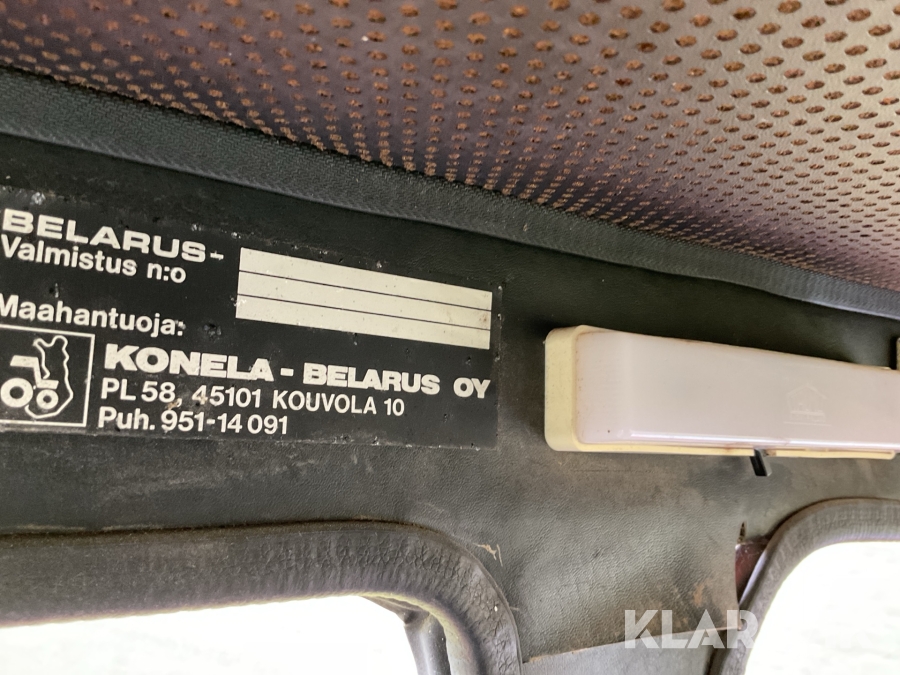 BELARUS-
Valmistus n:o
Maahantuoja:
KONELA - BELARUS OY
PL 58, 45101 KOUVOLA 10
Puh. 951-14 091
KLAR